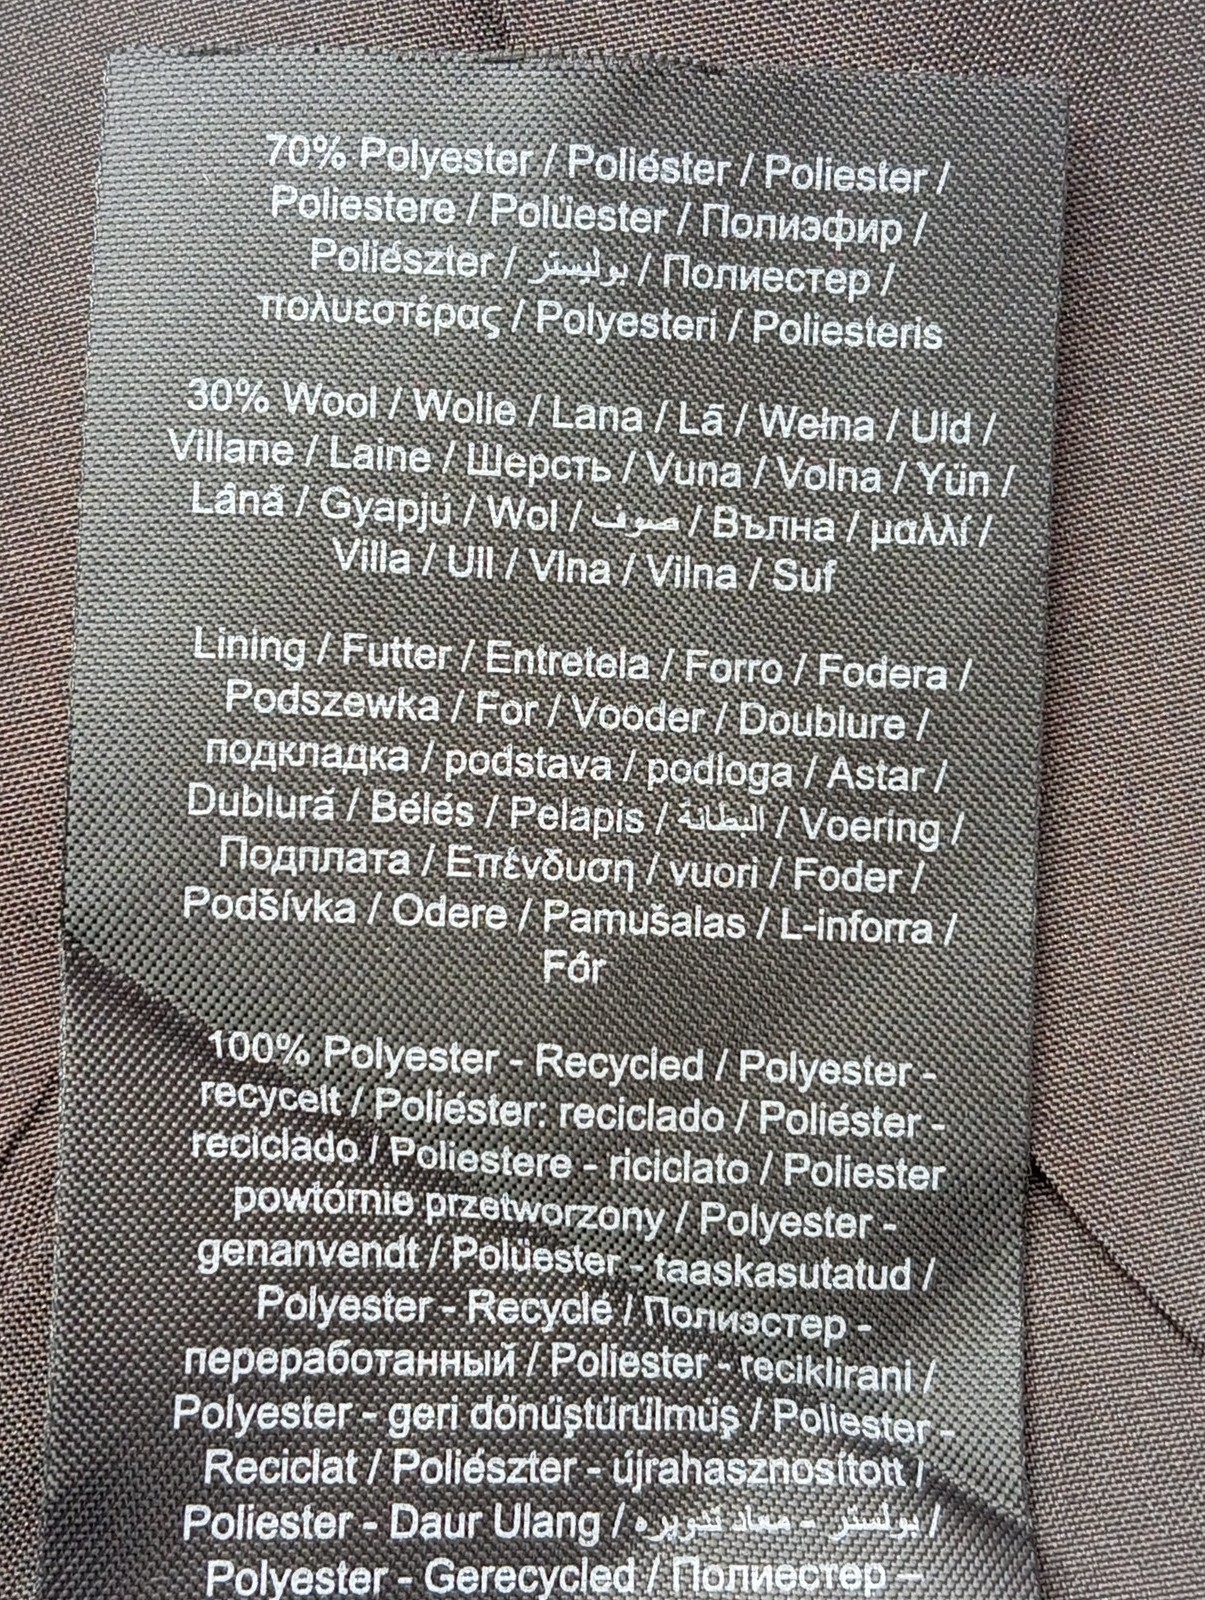 70% Polyester / Poliéster / Poliester /
Poliestere / Polüester / Полиэфир /
Poliészter / بوليستر / Полиестер /
πολυεστέρας / Polyesteri / Poliesteris
30% Wool / Wolle / Lana / Lã / Wełna / Uld /
Villane / Laine / Шерсть / Vuna / Volna / Yün /
Lână / Gyapjú / Wol / صوف / Вълна / μαλλί /
Villa / Ull / Vlna / Vilna / Suf
Lining / Futter / Entretela / Forro / Fodera /
Podszewka / For / Vooder / Doublure /
подкладка / podstava / podloga / Astar /
Dublură / Bélés / Pelapis / البطانة / Voering /
Подплата / Επένδυση / vuori / Foder /
Podšívka / Odere / Pamušalas / L-inforra /
Fór
100% Polyester - Recycled / Polyester -
recycelt / Poliéster: reciclado / Poliéster -
reciclado / Poliestere - riciclato / Poliester
powtórnie przetworzony / Polyester -
genanvendt / Polüester - taaskasutatud /
Polyester - Recyclé / Полиэстер -
переработанный / Poliester - reciklirani /
Polyester - geri dönüştürülmüş / Poliester -
Reciclat / Poliészter - újrahasznosított /
Poliester - Daur Ulang / بولستر - معاد تدويره /
Polyester - Gerecycled / Полиестер –